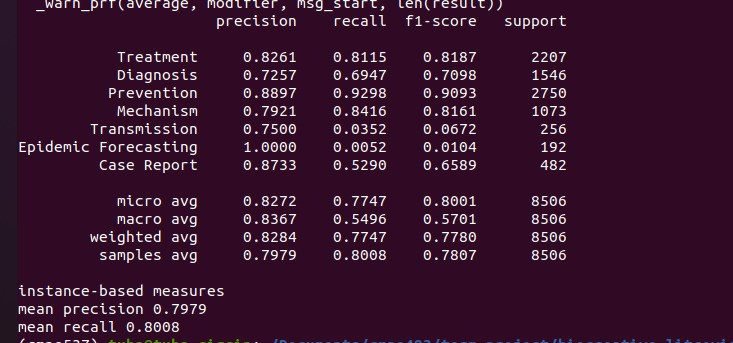 _warn_prf(average, modifier, msg_start, len(result))
precision recall f1-score support
Treatment 0.8261 0.8115 0.8187 2207
Diagnosis 0.7257 0.6947 0.7098 1546
Prevention 0.8897 0.9298 0.9093 2750
Mechanism 0.7921 0.8416 0.8161 1073
Transmission 0.7500 0.0352 0.0672 256
Epidemic Forecasting 1.0000 0.0052 0.0104 192
Case Report 0.8733 0.5290 0.6589 482
micro avg 0.8272 0.7747 0.8001 8506
macro avg 0.8367 0.5496 0.5701 8506
weighted avg 0.8284 0.7747 0.7780 8506
samples avg 0.7979 0.8008 0.7807 8506
instance-based measures
mean precision 0.7979
mean recall 0.8008